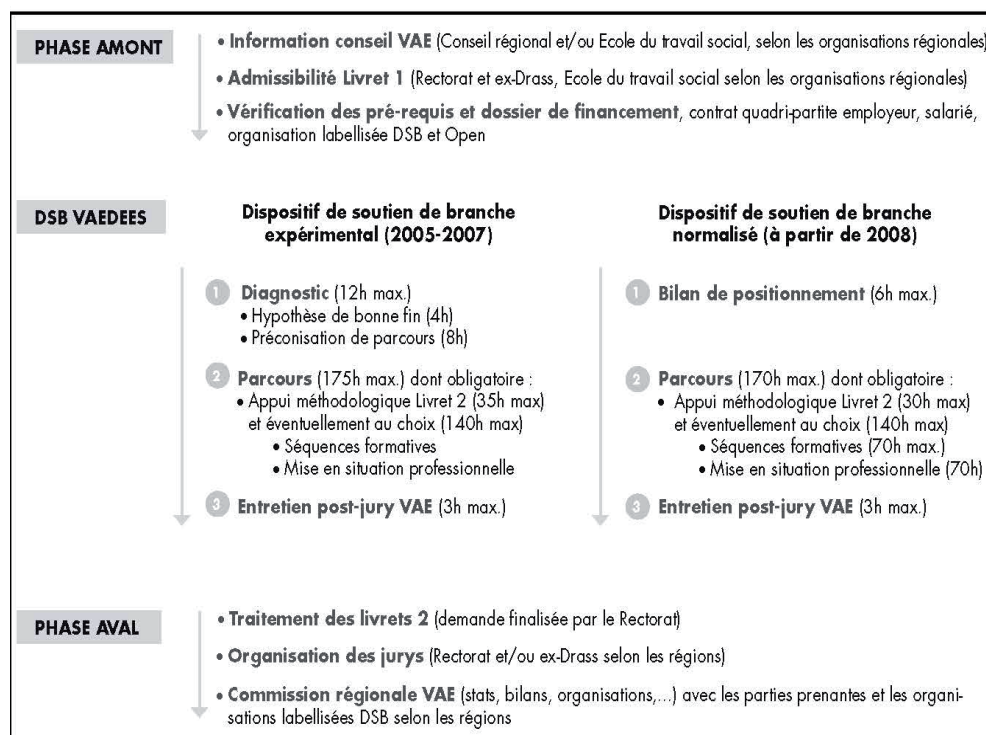 PHASE AMONT
• Information conseil VAE (Conseil régional et/ou Ecole du travail social, selon les organisations régionales)
• Admissibilité Livret 1 (Rectorat et ex-Drass, Ecole du travail social selon les organisations régionales)
• Vérification des pré-requis et dossier de financement, contrat quadri-partite employeur, salarié,
organisation labellisée DSB et Open
DSB VAEDEES
Dispositif de soutien de branche
expérimental (2005-2007)
1 Diagnostic (12h max.)
• Hypothèse de bonne fin (4h)
• Préconisation de parcours (8h)
2 Parcours (175h max.) dont obligatoire :
• Appui méthodologique Livret 2 (35h max)
et éventuellement au choix (140h max)
• Séquences formatives
• Mise en situation professionnelle
3 Entretien post-jury VAE (3h max.)
Dispositif de soutien de branche
normalisé (à partir de 2008)
1 Bilan de positionnement (6h max.)
2 Parcours (170h max.) dont obligatoire :
• Appui méthodologique Livret 2 (30h max)
et éventuellement au choix (140h max)
• Séquences formatives (70h max.)
• Mise en situation professionnelle (70h)
3 Entretien post-jury VAE (3h max.)
PHASE AVAL
• Traitement des livrets 2 (demande finalisée par le Rectorat)
• Organisation des jurys (Rectorat et/ou ex-Drass selon les régions)
• Commission régionale VAE (stats, bilans, organisations,...) avec les parties prenantes et les organi-
sations labellisées DSB selon les régions